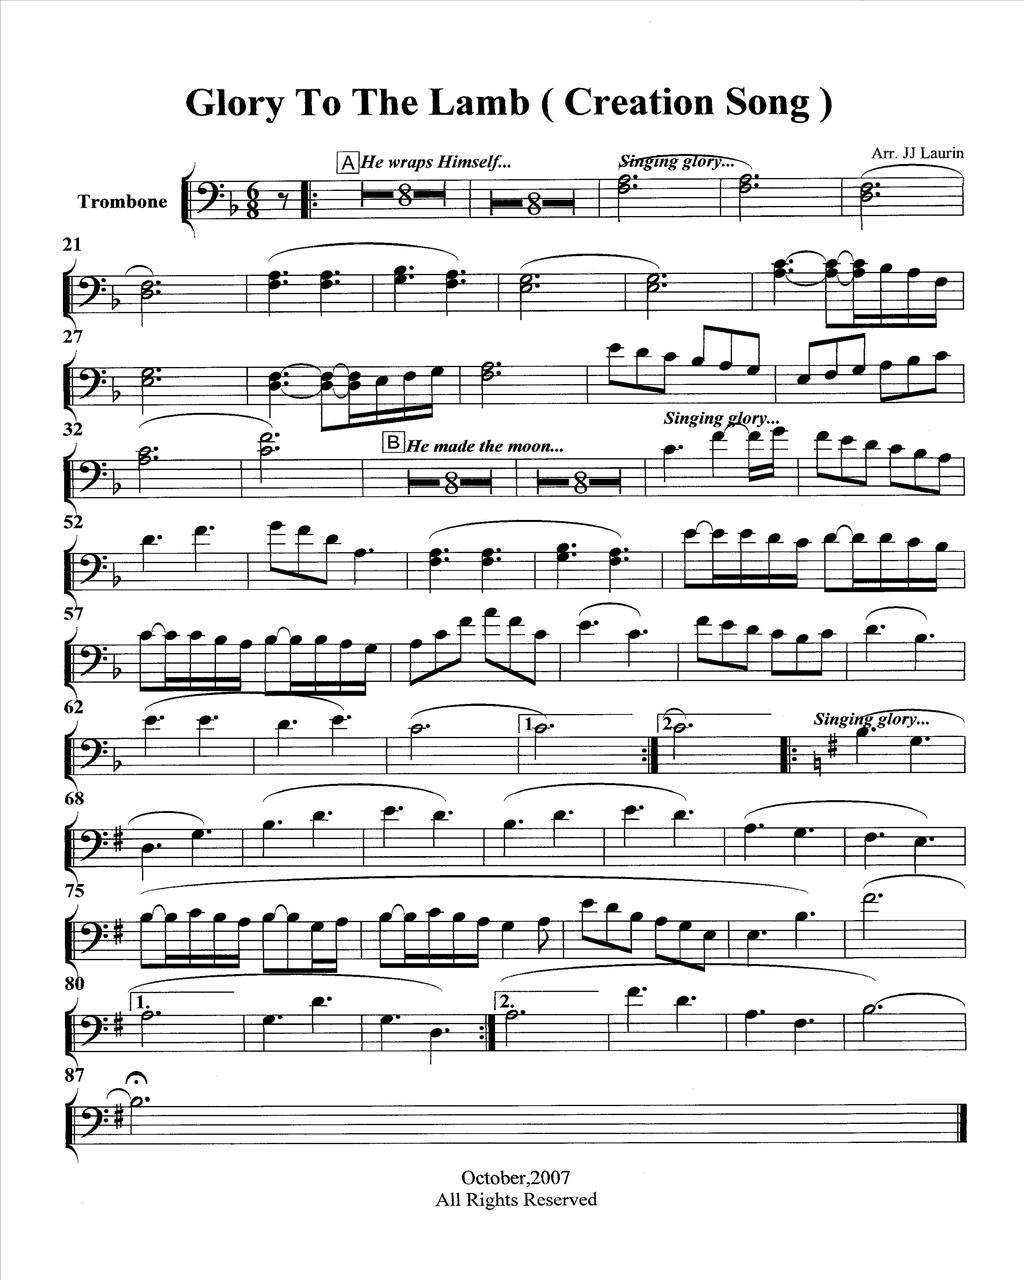 Glory To The Lamb ( Creation Song )
Arr. JJ Laurin
A He wraps Himself... Singing glory...
Trombone 6 8 8 8
21
27
32
B He made the moon... Singing glory...
8 8
52
57
62
1. 2. Singing glory...
68
75
80
1. 2.
87
October,2007
All Rights Reserved